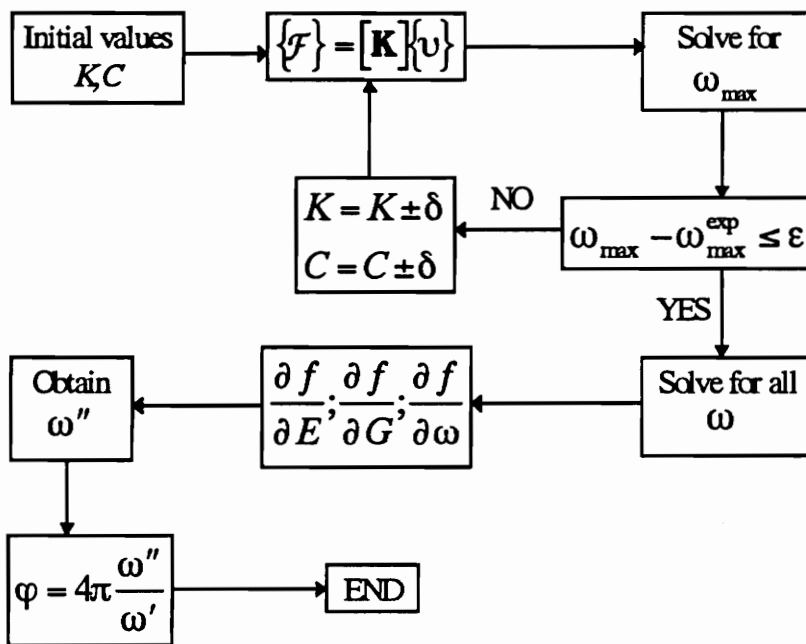 Initial values
K,C
{ℱ} = [K]{υ}
Solve for
ω_max
K = K ± δ
C = C ± δ
NO
ω_max − ω_max^exp ≤ ε
YES
Obtain
ω″
∂f/∂E; ∂f/∂G; ∂f/∂ω
Solve for all
ω
φ = 4π ω″/ω′
END